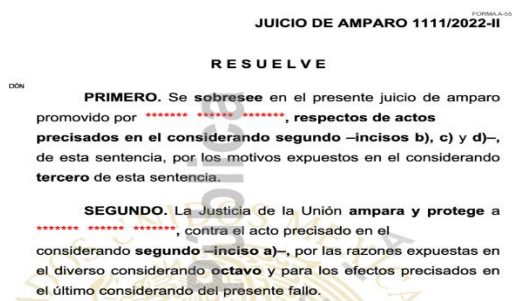 FORMA A-55
JUICIO DE AMPARO 1111/2022-II
RESUELVE
CIÓN
PRIMERO. Se sobresee en el presente juicio de amparo
promovido por ******* ****** *******, respectos de actos
precisados en el considerando segundo –incisos b), c) y d)–,
de esta sentencia, por los motivos expuestos en el considerando
tercero de esta sentencia.
SEGUNDO. La Justicia de la Unión ampara y protege a
******* ****** *******, contra el acto precisado en el
considerando segundo –inciso a)–, por las razones expuestas en
el diverso considerando octavo y para los efectos precisados en
el último considerando del presente fallo.
pública